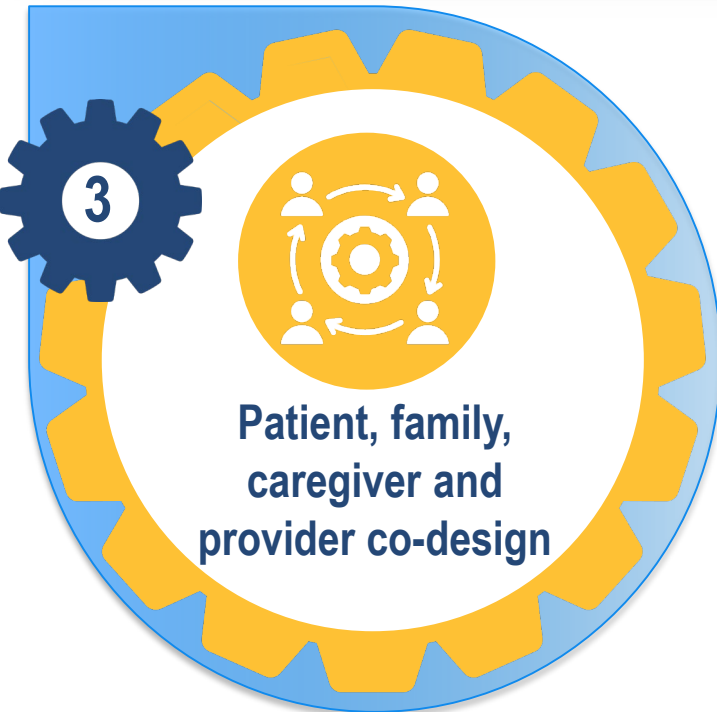 3
Patient, family,
caregiver and
provider co-design